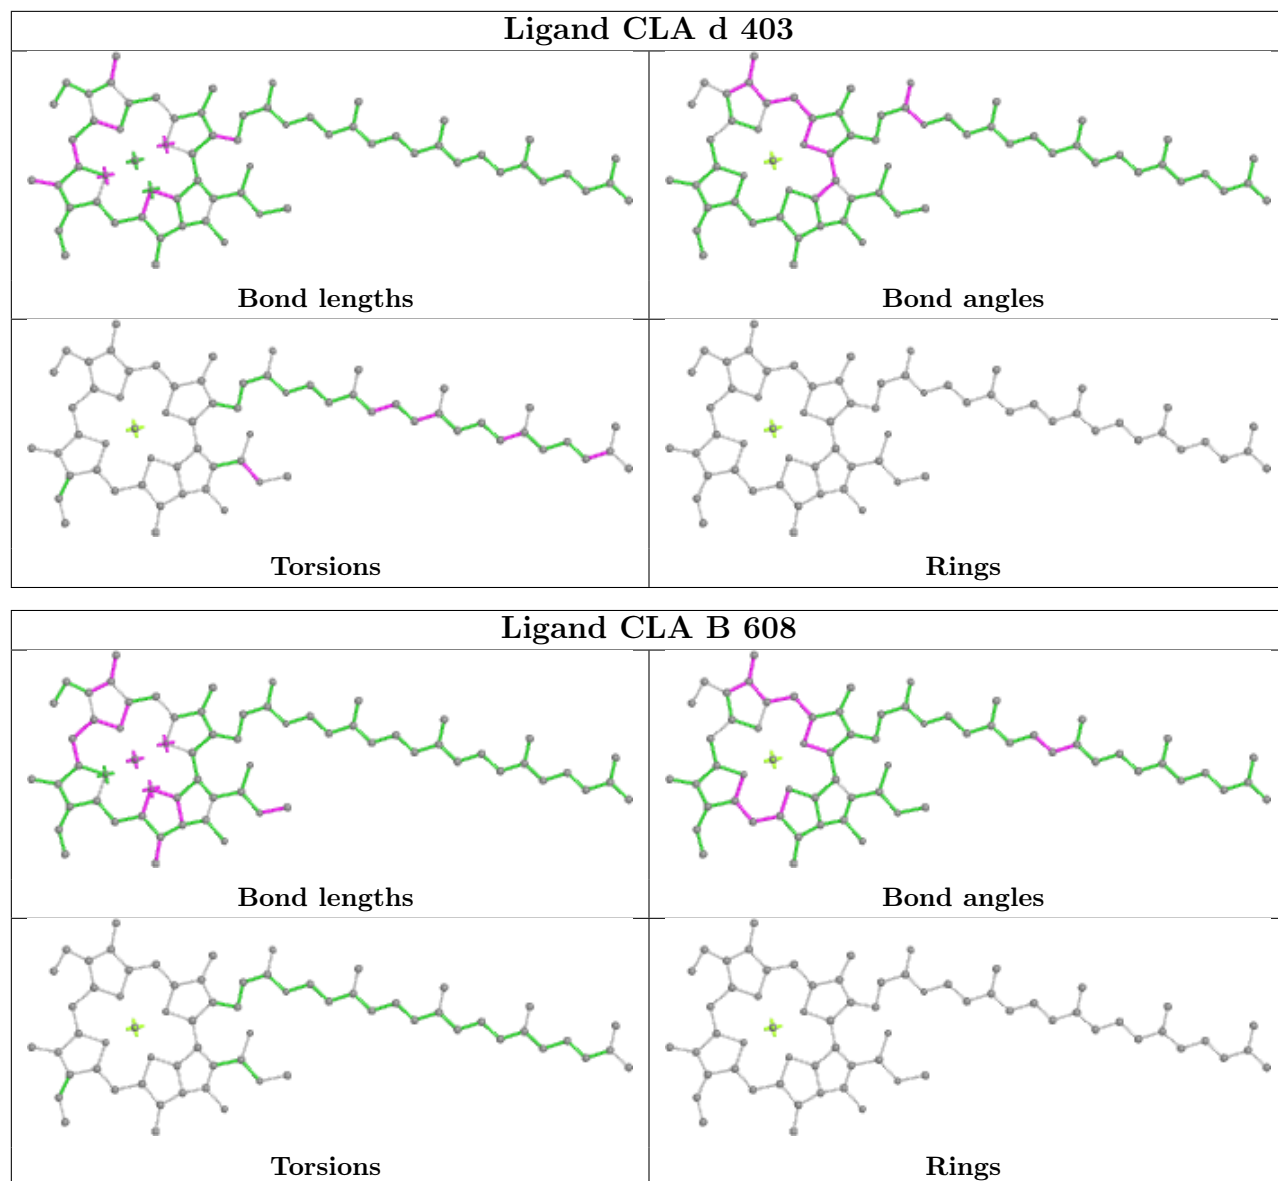 Ligand CLA d 403
Bond lengths
Bond angles
Torsions
Rings
Ligand CLA B 608
Bond lengths
Bond angles
Torsions
Rings